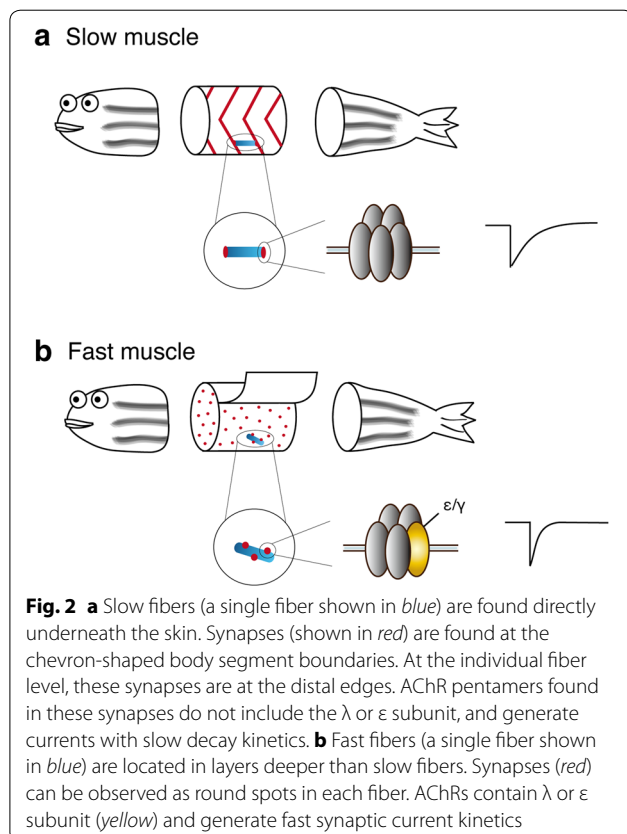 a Slow muscle
b Fast muscle
ε/γ
Fig. 2 a Slow fibers (a single fiber shown in blue) are found directly
underneath the skin. Synapses (shown in red) are found at the
chevron-shaped body segment boundaries. At the individual fiber
level, these synapses are at the distal edges. AChR pentamers found
in these synapses do not include the λ or ε subunit, and generate
currents with slow decay kinetics. b Fast fibers (a single fiber shown
in blue) are located in layers deeper than slow fibers. Synapses (red)
can be observed as round spots in each fiber. AChRs contain λ or ε
subunit (yellow) and generate fast synaptic current kinetics